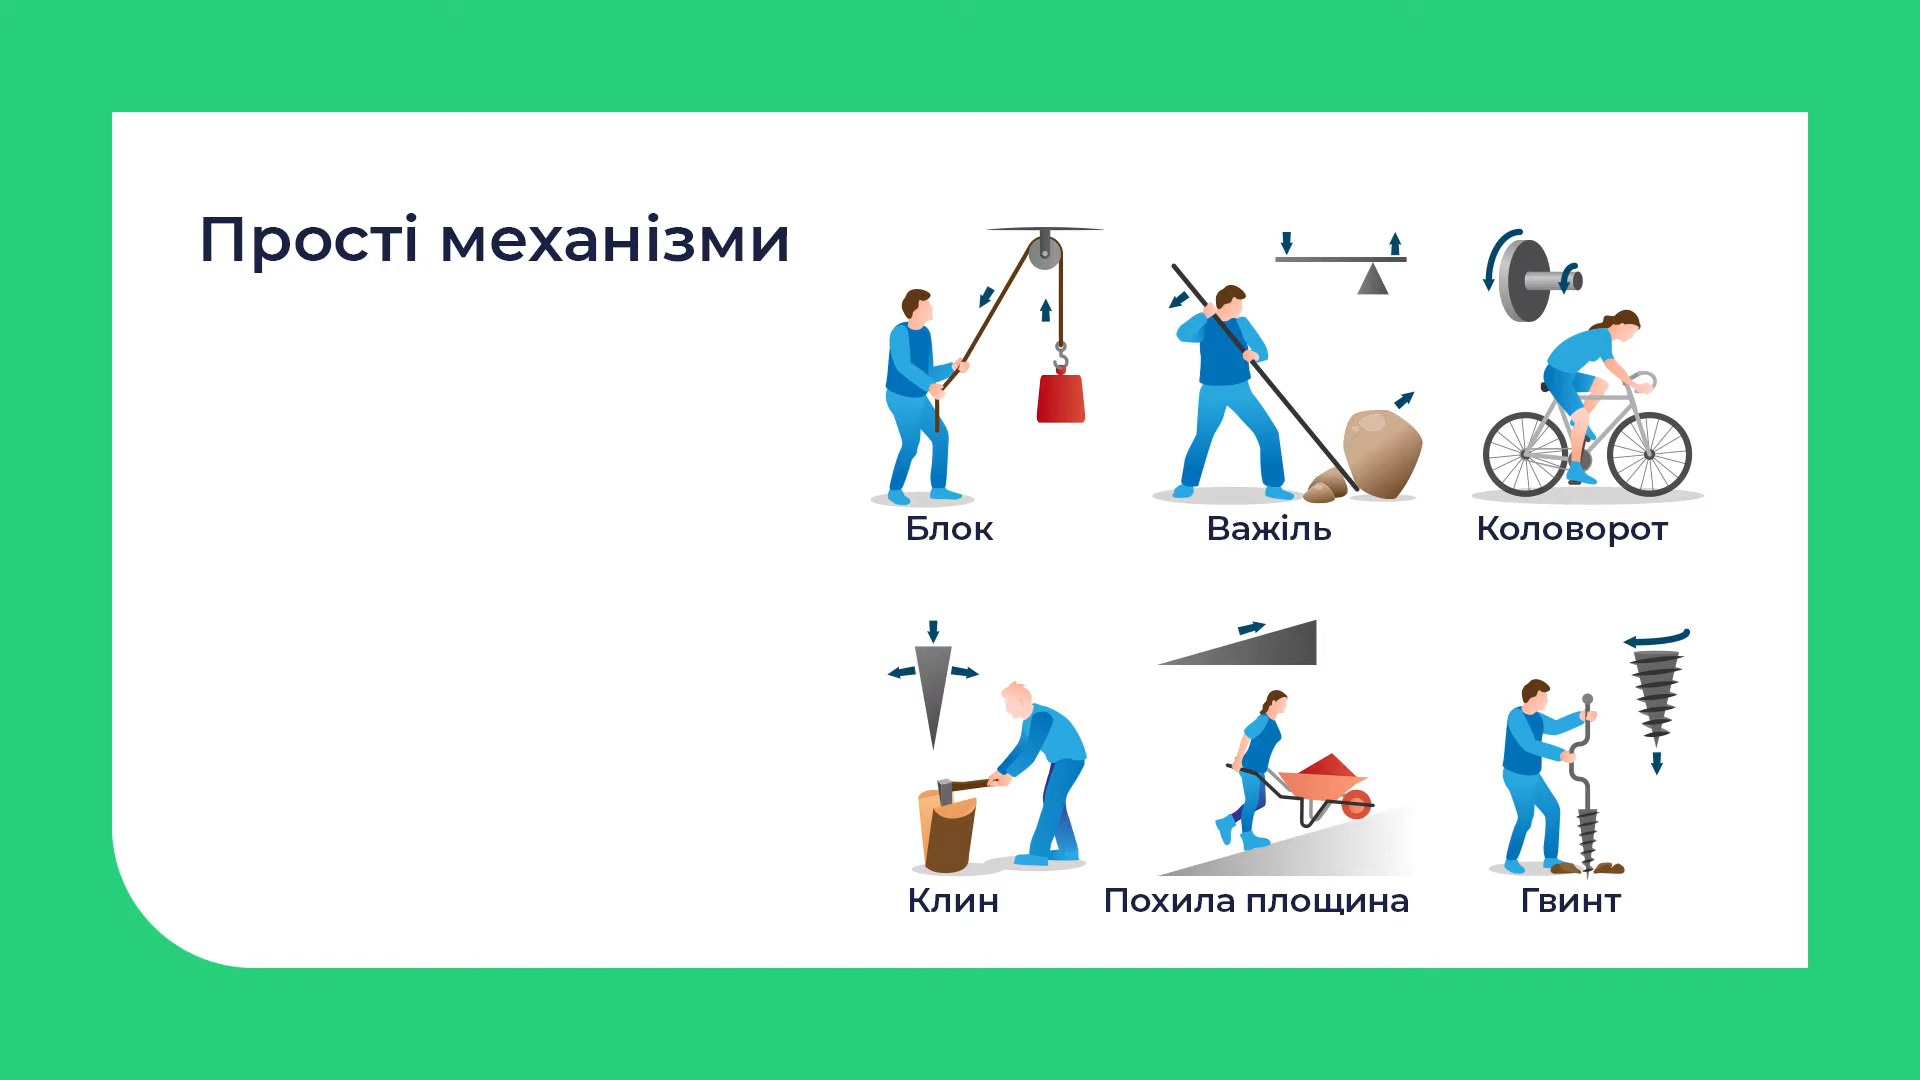 Прості механізми
Блок
Важіль
Коловорот
Клин
Похила площина
Гвинт